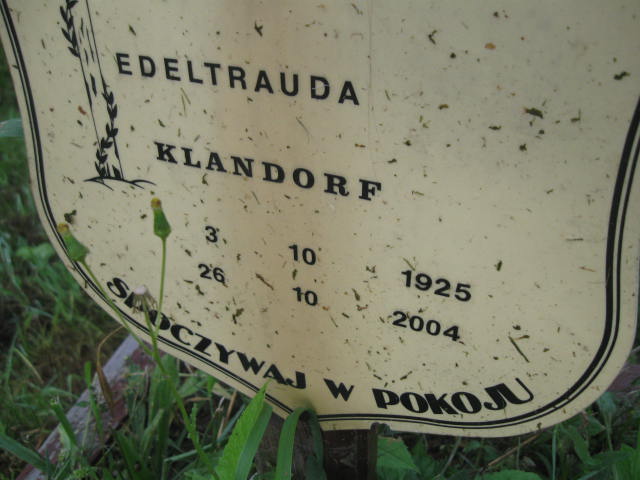 EDELTRAUDA
KLANDORF
3 10 1925
26 10 2004
SPOCZYWAJ W POKOJU